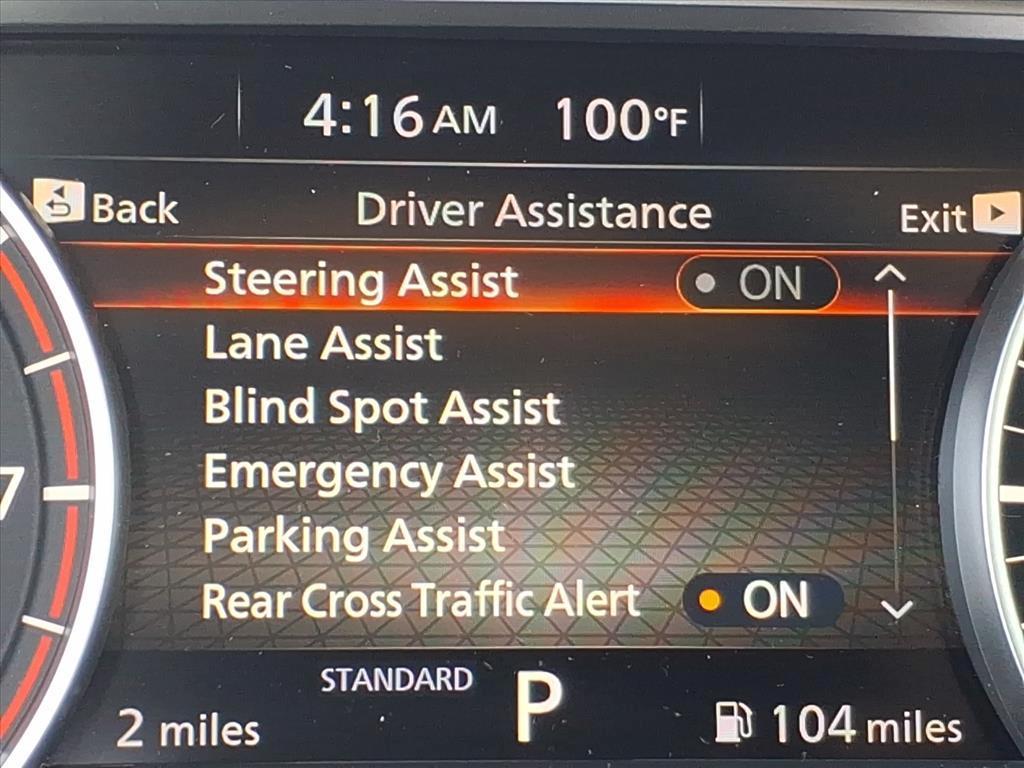 4:16 AM 100°F
Back Driver Assistance Exit
Steering Assist ON
Lane Assist
Blind Spot Assist
Emergency Assist
Parking Assist
Rear Cross Traffic Alert ON
7
STANDARD P
2 miles 104 miles